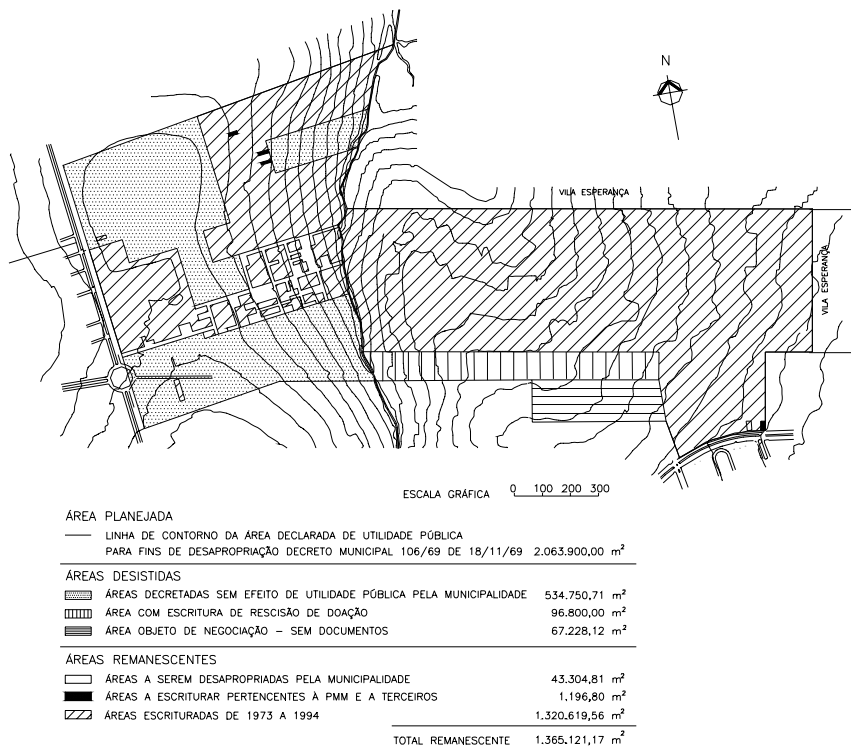 N
VILA ESPERANÇA
VILA ESPERANÇA
ESCALA GRÁFICA 0 100 200 300
ÁREA PLANEJADA
LINHA DE CONTORNO DA ÁREA DECLARADA DE UTILIDADE PÚBLICA
PARA FINS DE DESAPROPRIAÇÃO DECRETO MUNICIPAL 106/69 DE 18/11/69 2.063.900,00 m²
ÁREAS DESISTIDAS
ÁREAS DECRETADAS SEM EFEITO DE UTILIDADE PÚBLICA PELA MUNICIPALIDADE 534.750,71 m²
ÁREA COM ESCRITURA DE RESCISÃO DE DOAÇÃO 96.800,00 m²
ÁREA OBJETO DE NEGOCIAÇÃO – SEM DOCUMENTOS 67.228,12 m²
ÁREAS REMANESCENTES
ÁREAS A SEREM DESAPROPRIADAS PELA MUNICIPALIDADE 43.304,81 m²
ÁREAS A ESCRITURAR PERTENCENTES À PMM E A TERCEIROS 1.196,80 m²
ÁREAS ESCRITURADAS DE 1973 A 1994 1.320.619,56 m²
TOTAL REMANESCENTE 1.365.121,17 m²